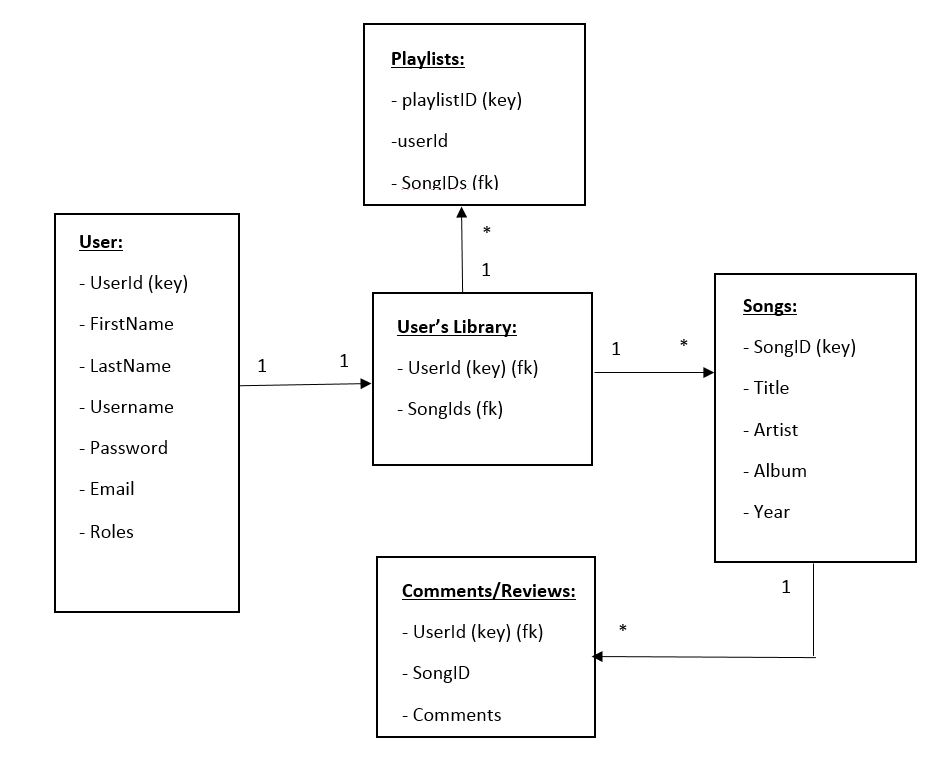 Playlists:
- playlistID (key)
-userId
- SongIDs (fk)
*
1
User:
- UserId (key)
- FirstName
- LastName
- Username
- Password
- Email
- Roles
1
1
User’s Library:
- UserId (key) (fk)
- SongIds (fk)
1
*
Songs:
- SongID (key)
- Title
- Artist
- Album
- Year
1
*
Comments/Reviews:
- UserId (key) (fk)
- SongID
- Comments